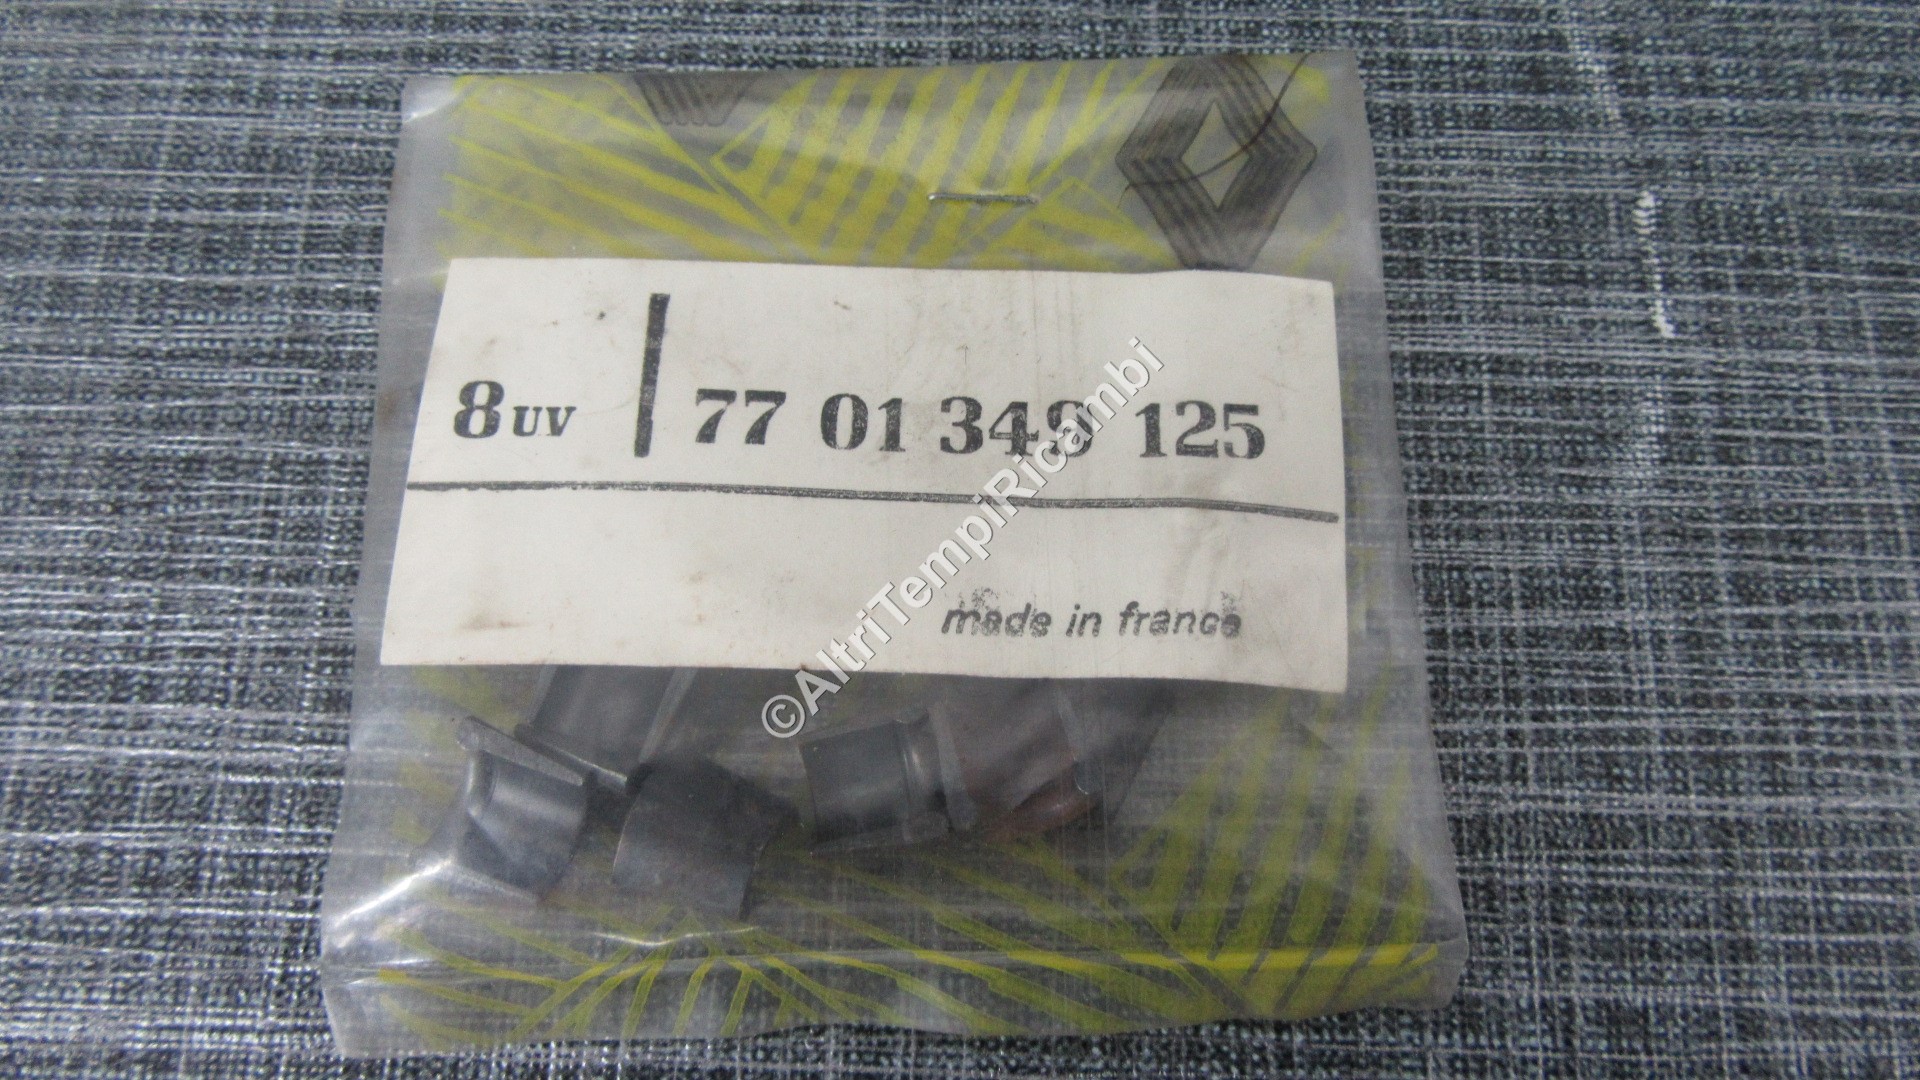 8UV | 77 01 349 125
made in france
©AltriTempiRicambi